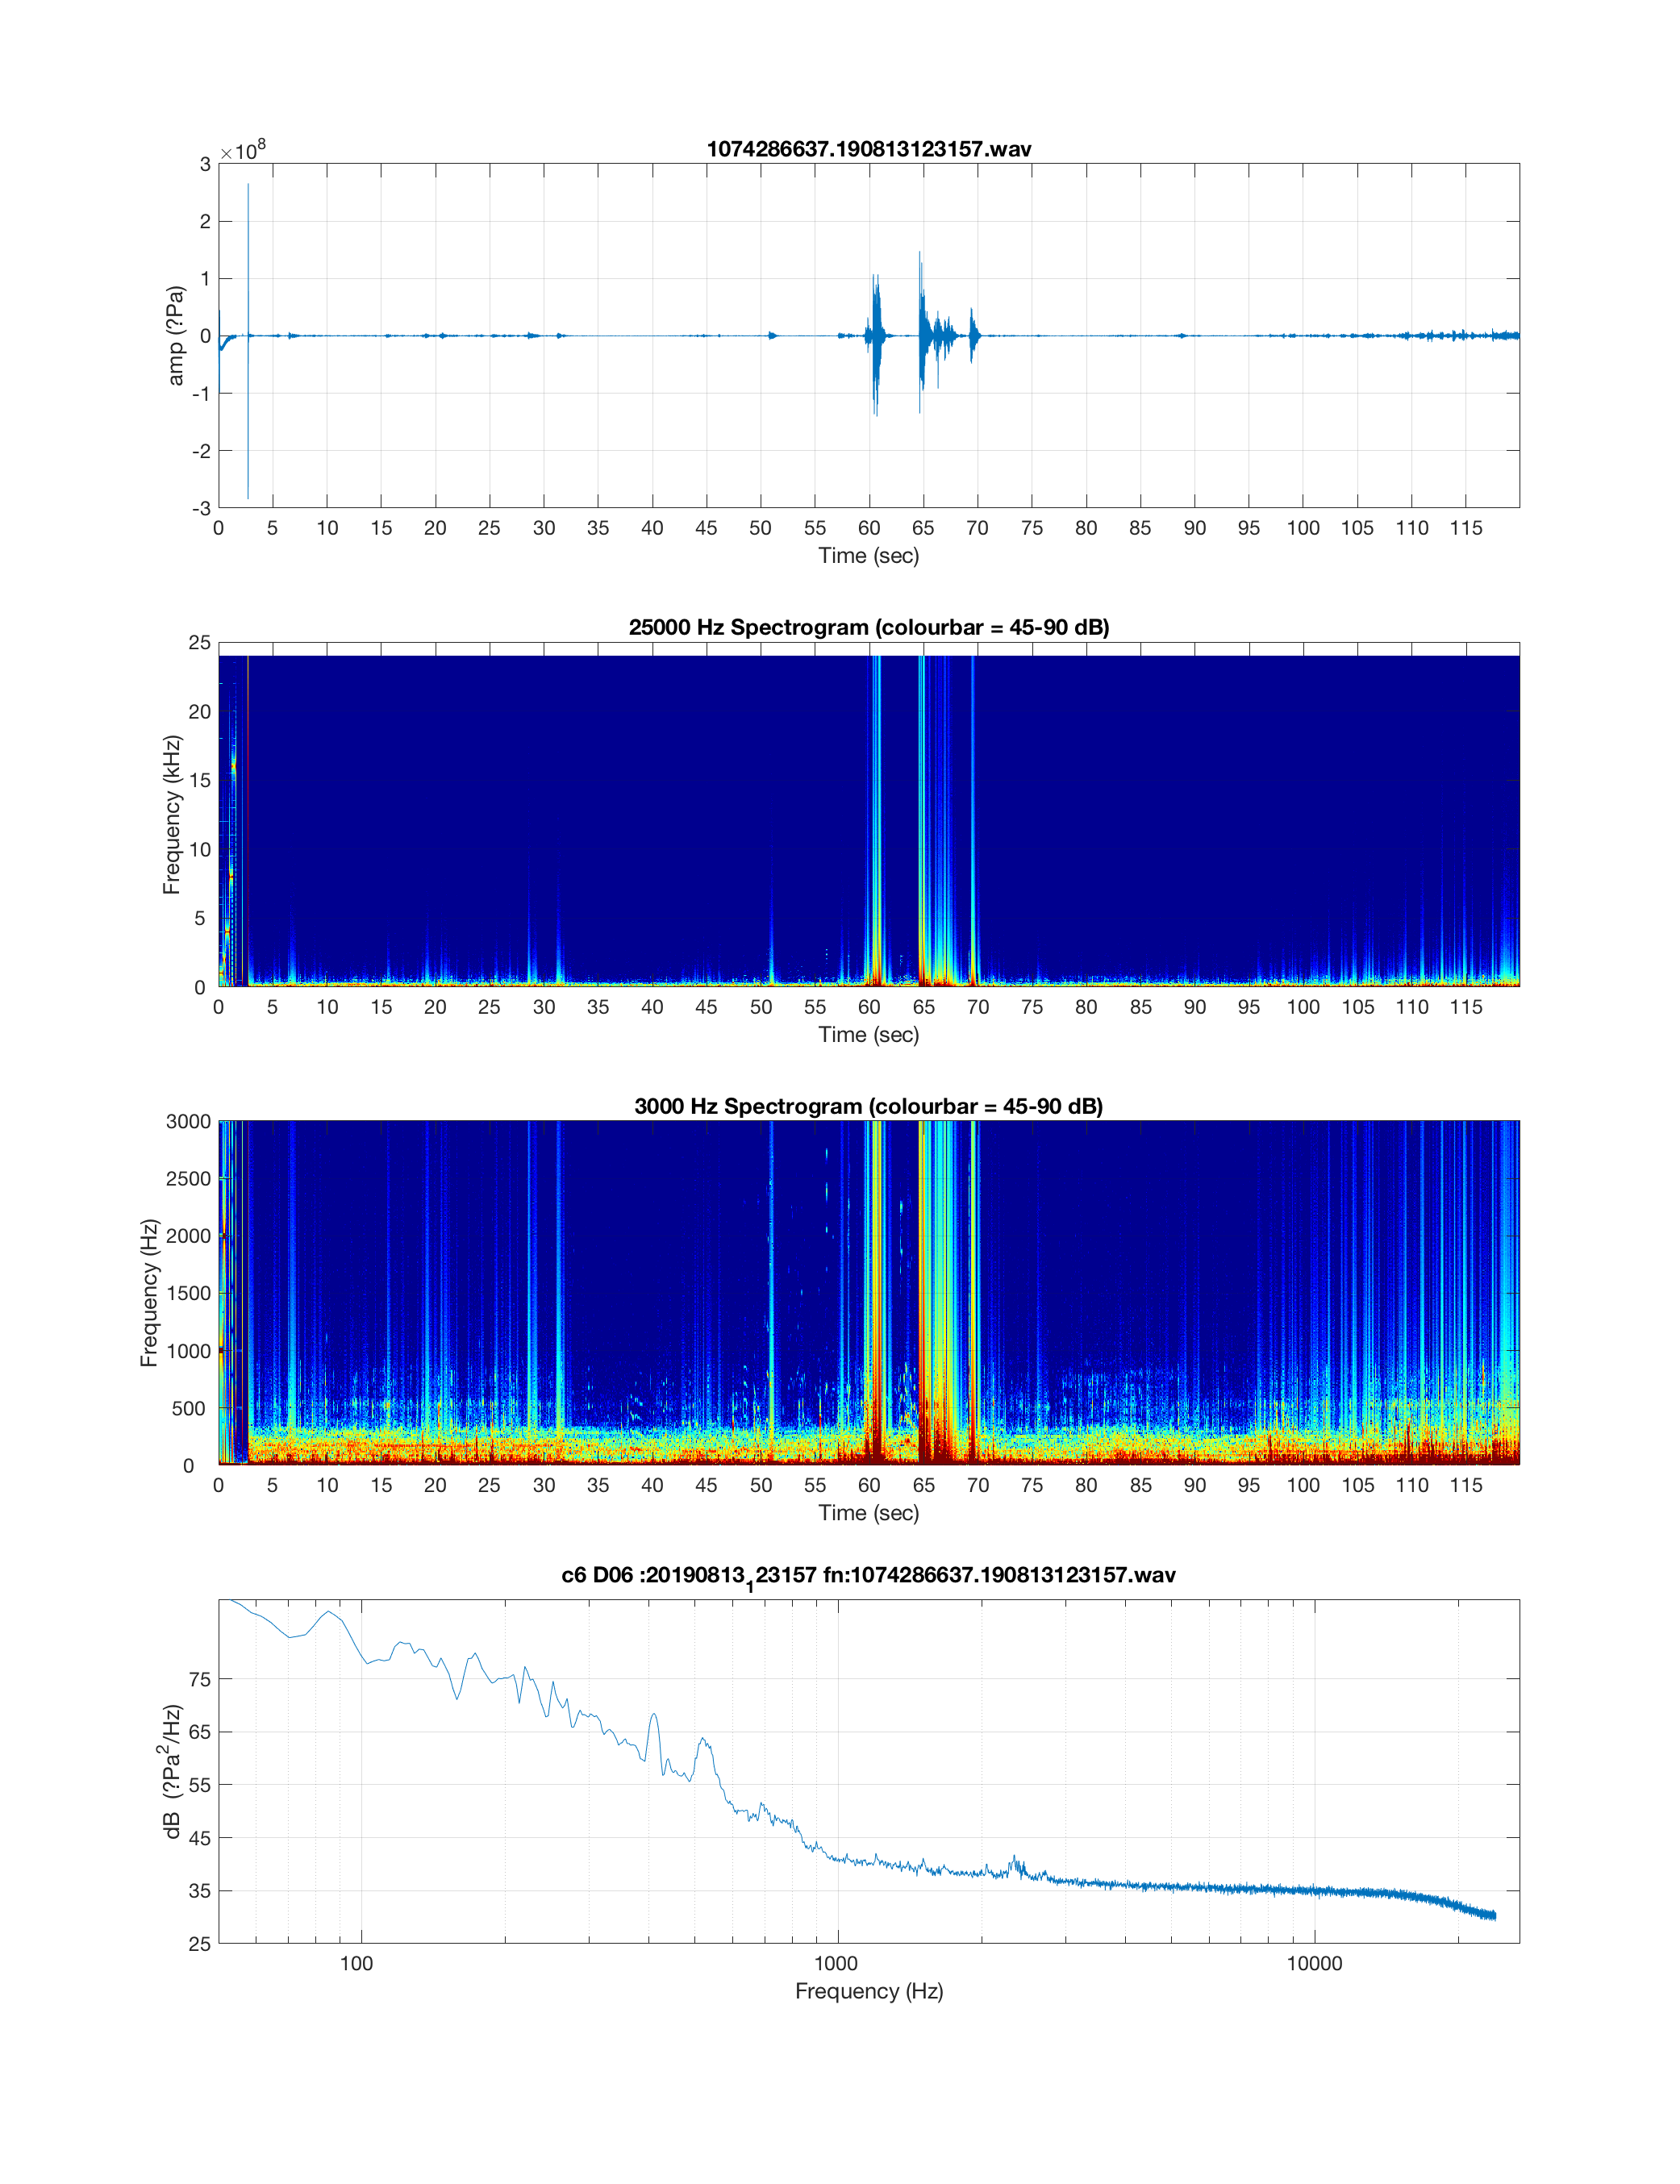 1074286637.190813123157.wav
×10^8
3
2
1
0
-1
-2
-3
amp (?Pa)
0 5 10 15 20 25 30 35 40 45 50 55 60 65 70 75 80 85 90 95 100 105 110 115
Time (sec)
25000 Hz Spectrogram (colourbar = 45-90 dB)
25
20
15
10
5
0
Frequency (kHz)
0 5 10 15 20 25 30 35 40 45 50 55 60 65 70 75 80 85 90 95 100 105 110 115
Time (sec)
3000 Hz Spectrogram (colourbar = 45-90 dB)
3000
2500
2000
1500
1000
500
0
Frequency (Hz)
0 5 10 15 20 25 30 35 40 45 50 55 60 65 70 75 80 85 90 95 100 105 110 115
Time (sec)
c6 D06 :20190813₁23157 fn:1074286637.190813123157.wav
75
65
55
45
35
25
dB (?Pa²/Hz)
100 1000 10000
Frequency (Hz)